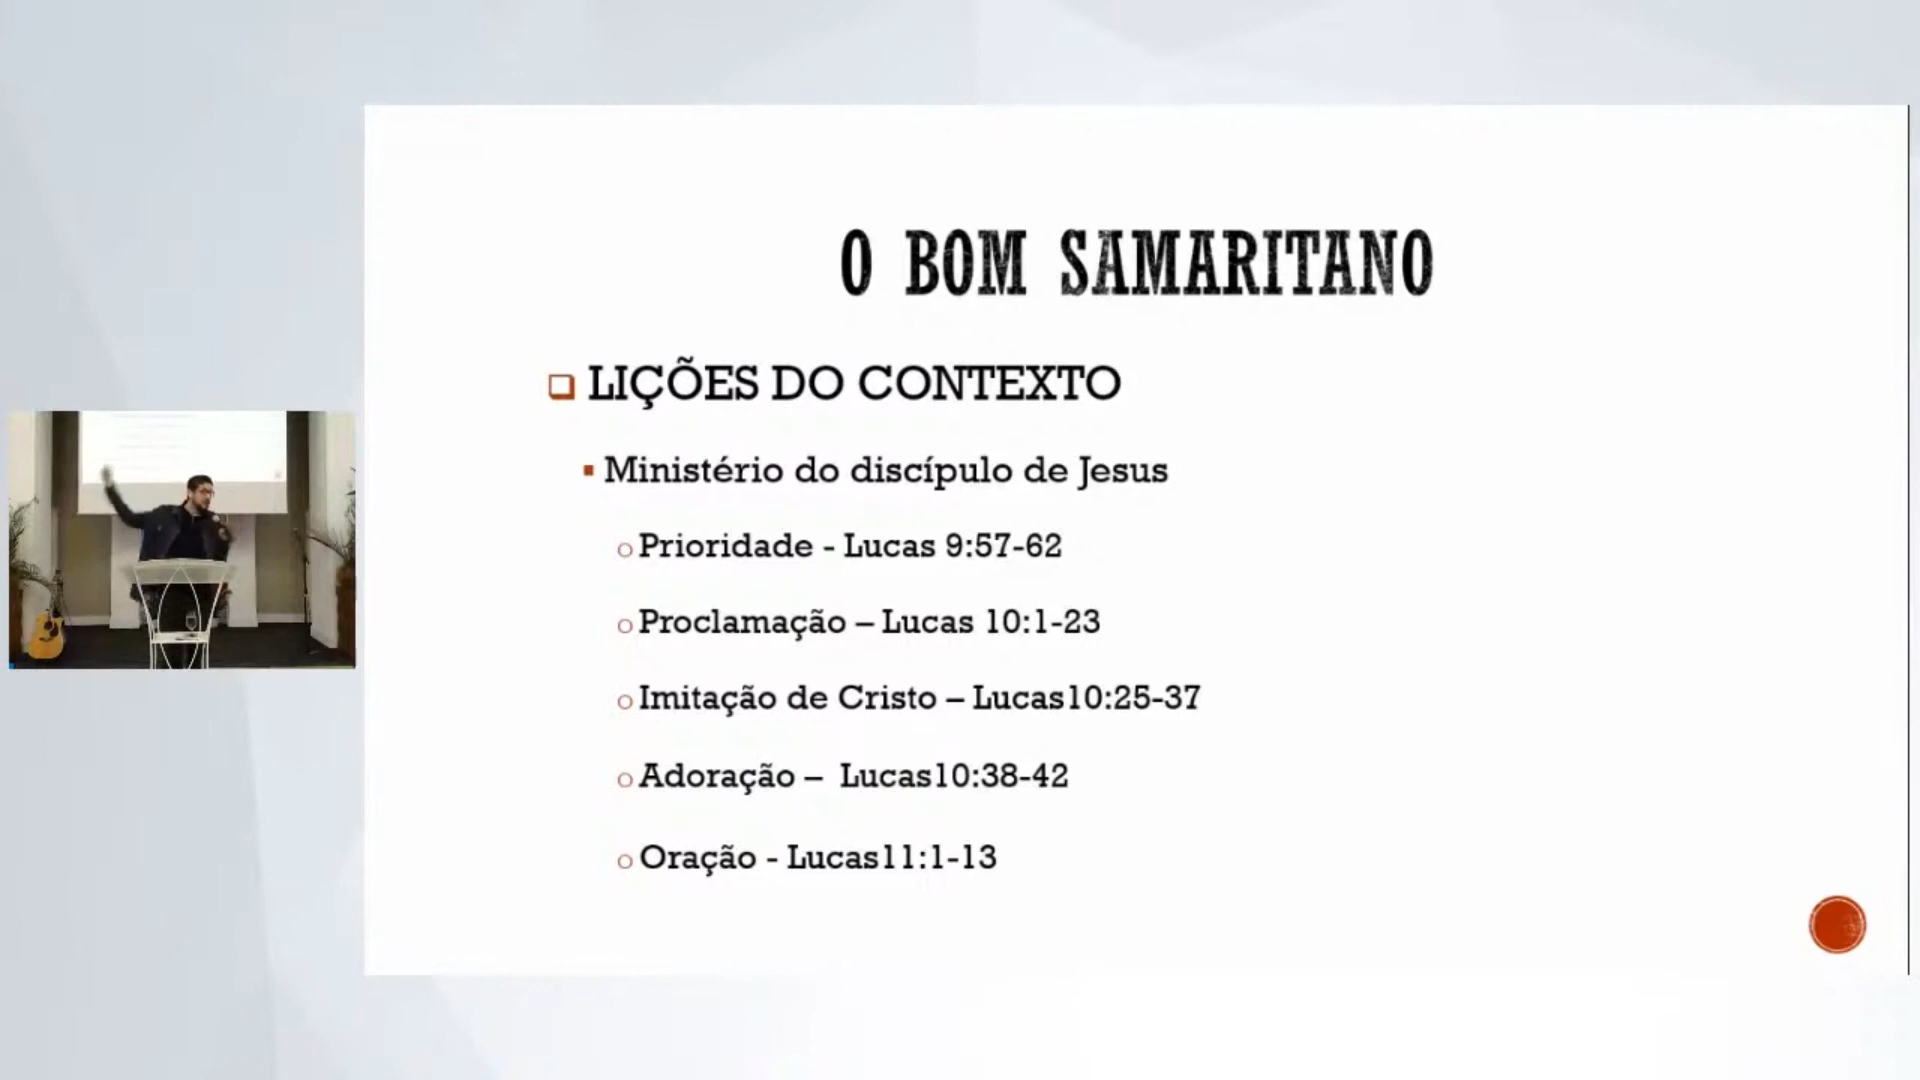 O BOM SAMARITANO
LIÇÕES DO CONTEXTO
Ministério do discípulo de Jesus
Prioridade - Lucas 9:57-62
Proclamação – Lucas 10:1-23
Imitação de Cristo – Lucas10:25-37
Adoração – Lucas10:38-42
Oração - Lucas11:1-13